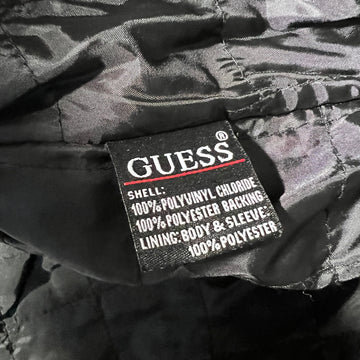 GUESS®
SHELL:
100% POLYVINYL CHLORIDE
100% POLYESTER BACKING
LINING: BODY & SLEEVE
100% POLYESTER